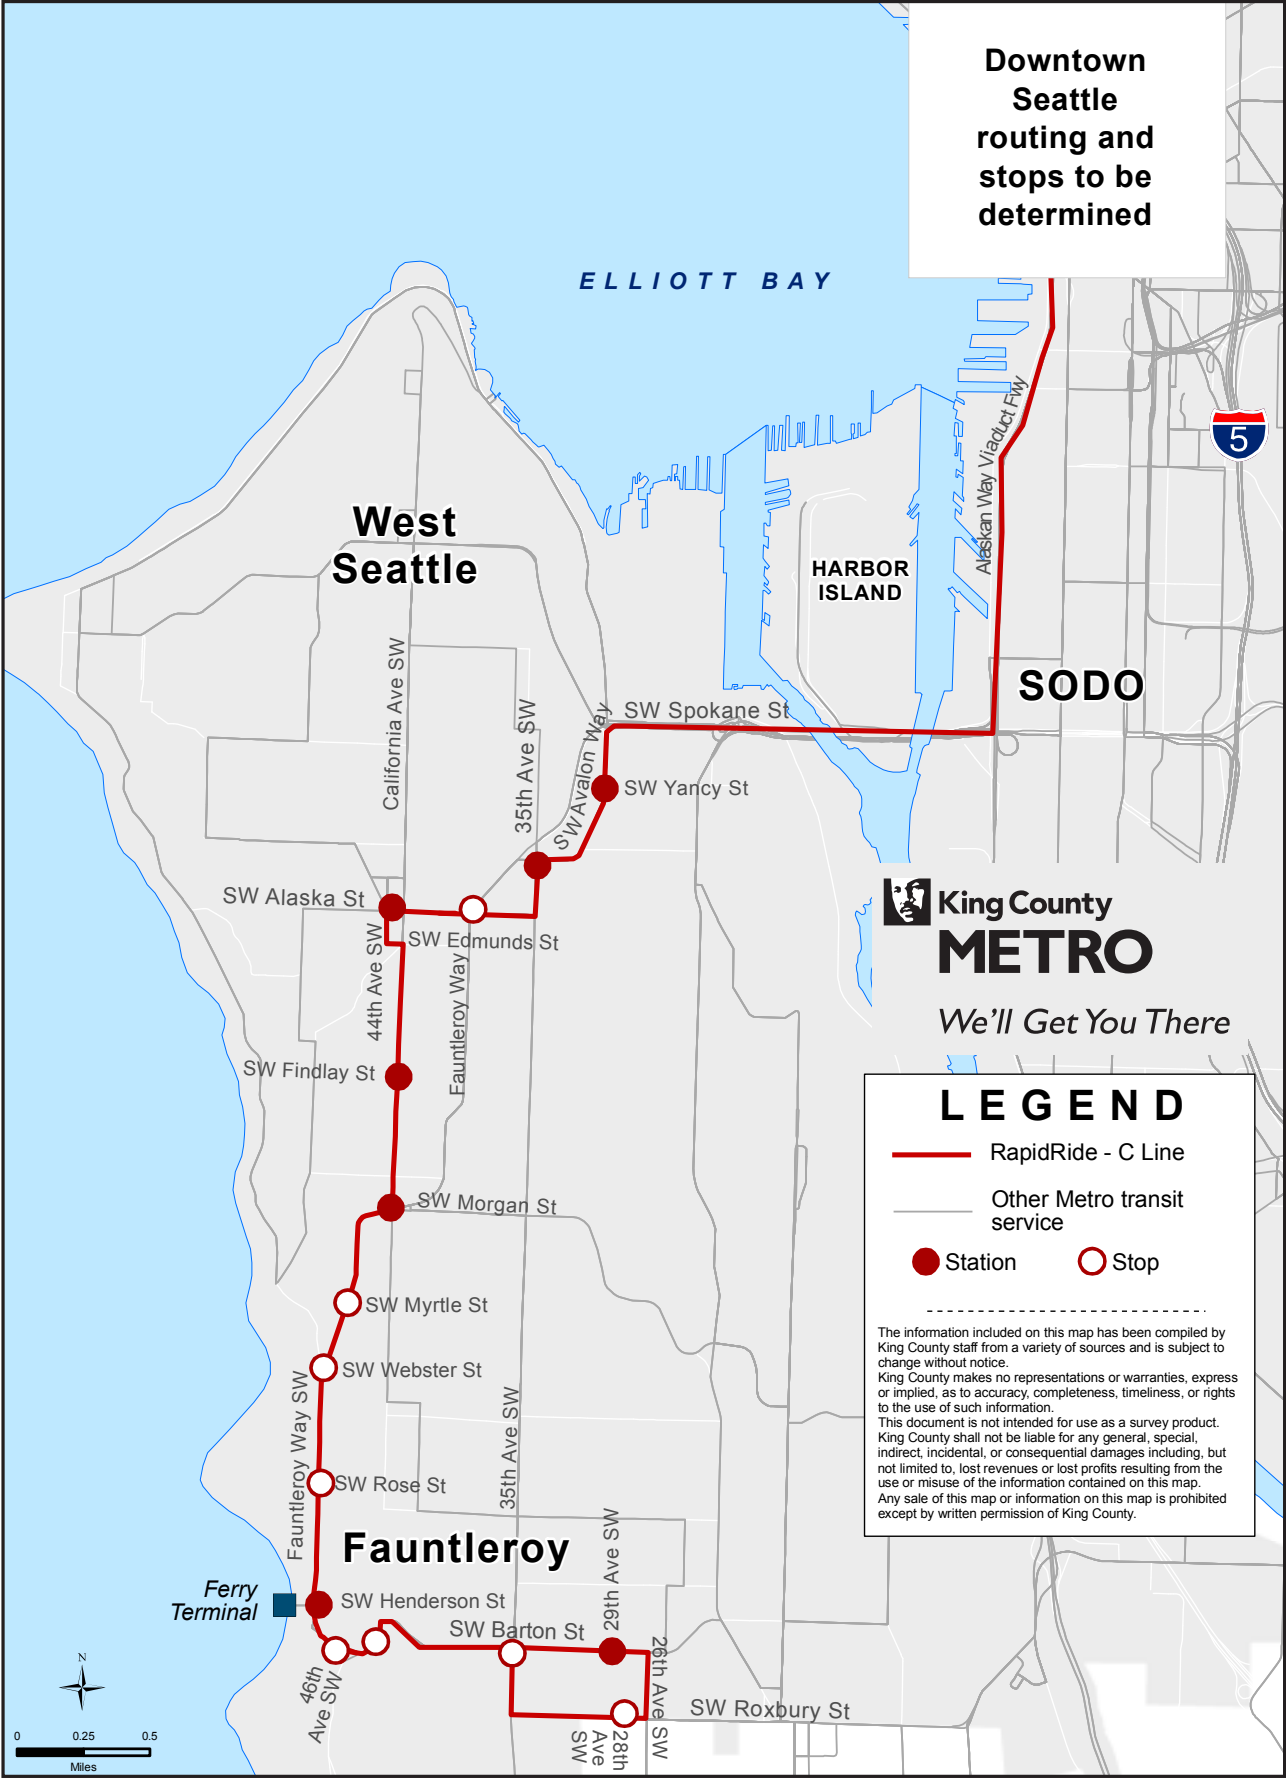 Downtown
Seattle
routing and
stops to be
determined
ELLIOTT BAY
5
Alaskan Way Viaduct Fwy
West
Seattle
HARBOR
ISLAND
SODO
California Ave SW
35th Ave SW
SW Avalon Way
SW Spokane St
SW Yancy St
SW Alaska St
SW Edmunds St
44th Ave SW
Fauntleroy Way
SW Findlay St
SW Morgan St
SW Myrtle St
SW Webster St
Fauntleroy Way SW
SW Rose St
35th Ave SW
Fauntleroy
29th Ave SW
Ferry
Terminal
SW Henderson St
SW Barton St
46th
Ave SW
26th Ave SW
SW Roxbury St
28th
Ave
SW
N
0 0.25 0.5
Miles
King County
METRO
We'll Get You There
LEGEND
RapidRide - C Line
Other Metro transit
service
Station
Stop
The information included on this map has been compiled by
King County staff from a variety of sources and is subject to
change without notice.
King County makes no representations or warranties, express
or implied, as to accuracy, completeness, timeliness, or rights
to the use of such information.
This document is not intended for use as a survey product.
King County shall not be liable for any general, special,
indirect, incidental, or consequential damages including, but
not limited to, lost revenues or lost profits resulting from the
use or misuse of the information contained on this map.
Any sale of this map or information on this map is prohibited
except by written permission of King County.